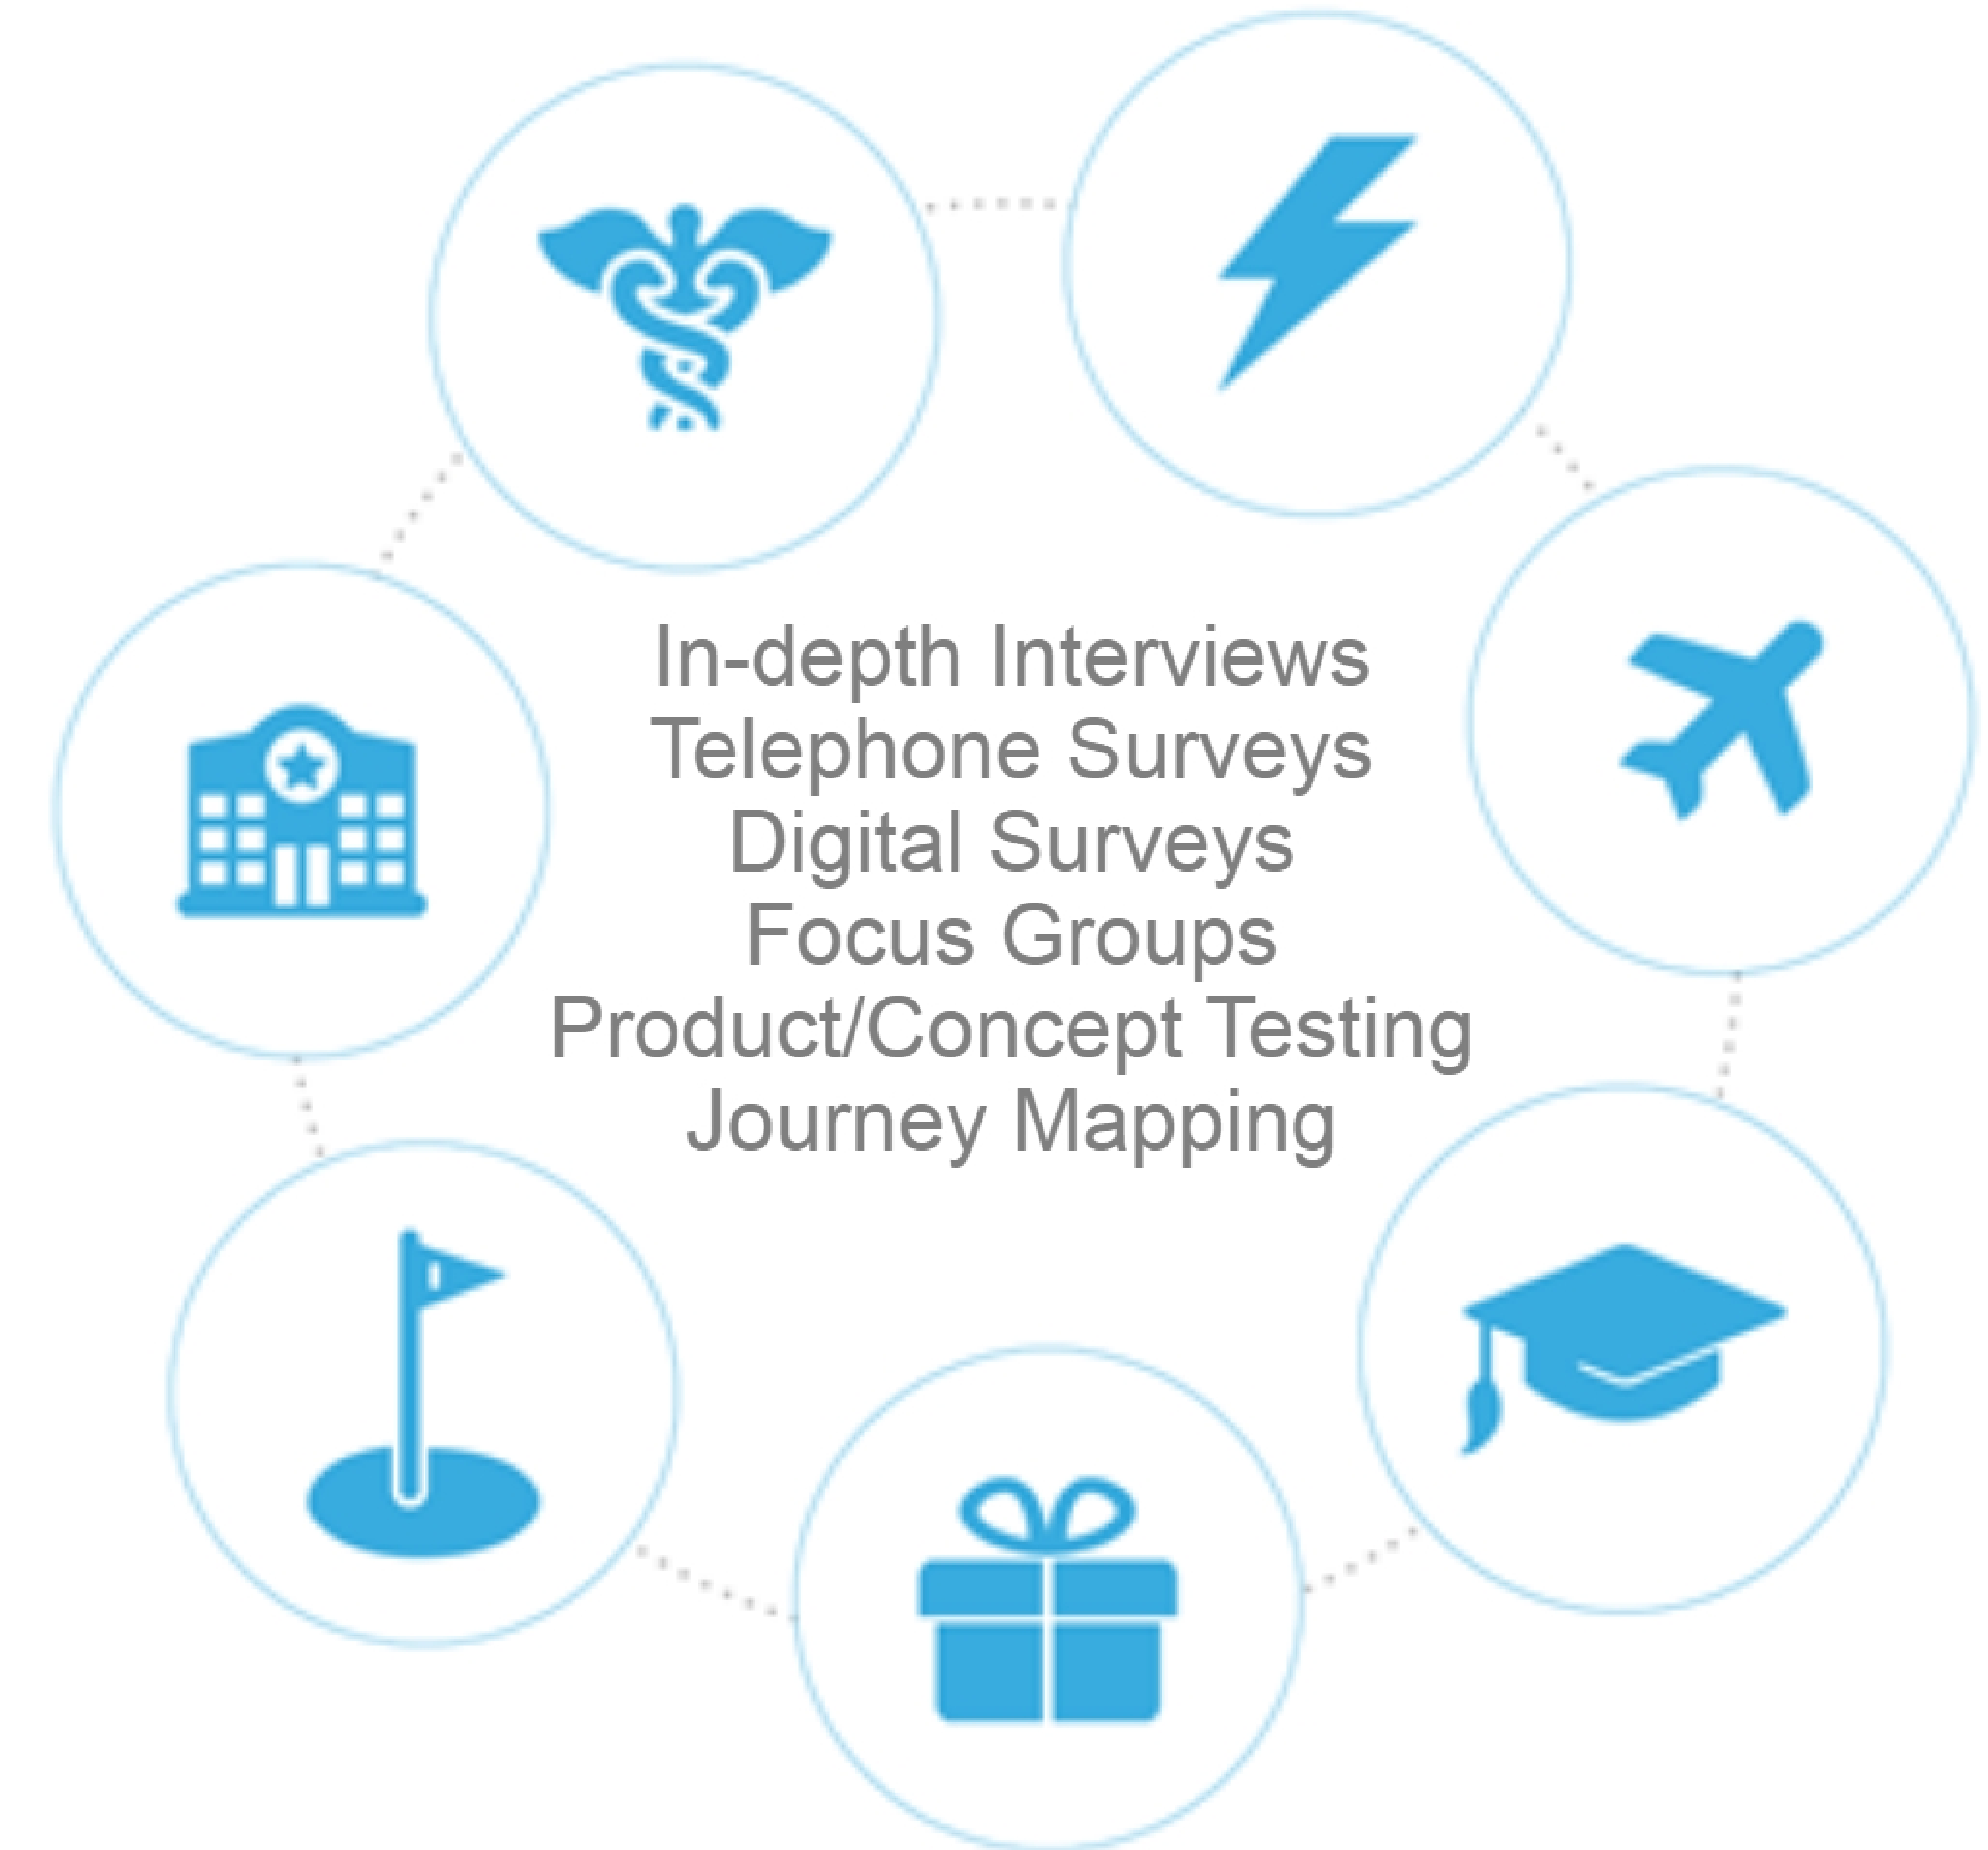 In-depth Interviews
Telephone Surveys
Digital Surveys
Focus Groups
Product/Concept Testing
Journey Mapping